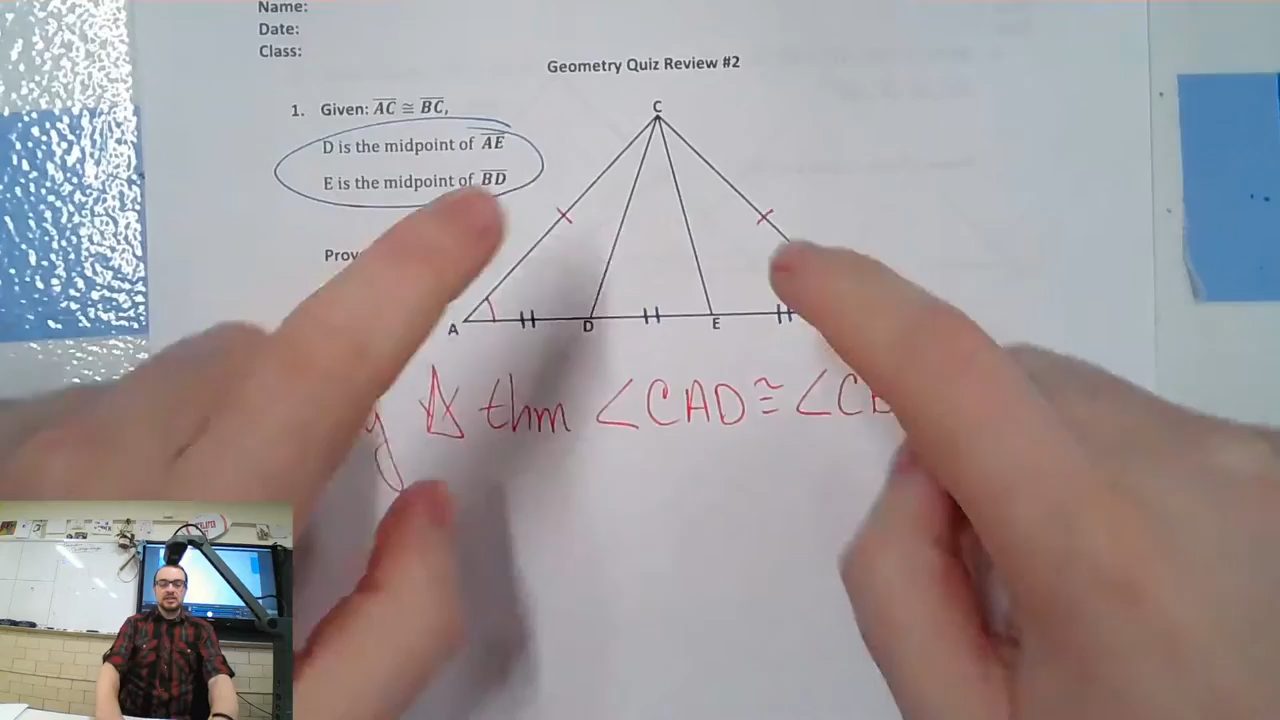 Name:
Date:
Class:
Geometry Quiz Review #2
1. Given: AC ≅ BC,
D is the midpoint of AE
E is the midpoint of BD
C
A D E
thm ∠CAD ≅ ∠C